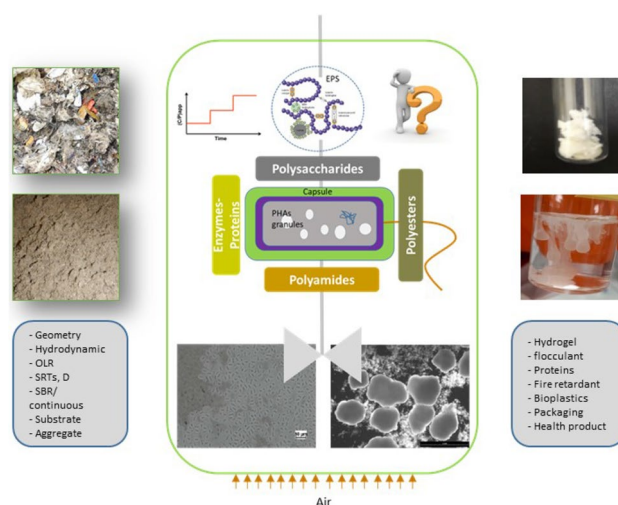 EPS
(C/P)app
Time
Polysaccharides
Enzymes-
Proteins
Capsule
PHAs
granules
Polyesters
Polyamides
- Geometry
- Hydrodynamic
- OLR
- SRTs, D
- SBR/
continuous
- Substrate
- Aggregate
- Hydrogel
- flocculant
- Proteins
- Fire retardant
- Bioplastics
- Packaging
- Health product
Air